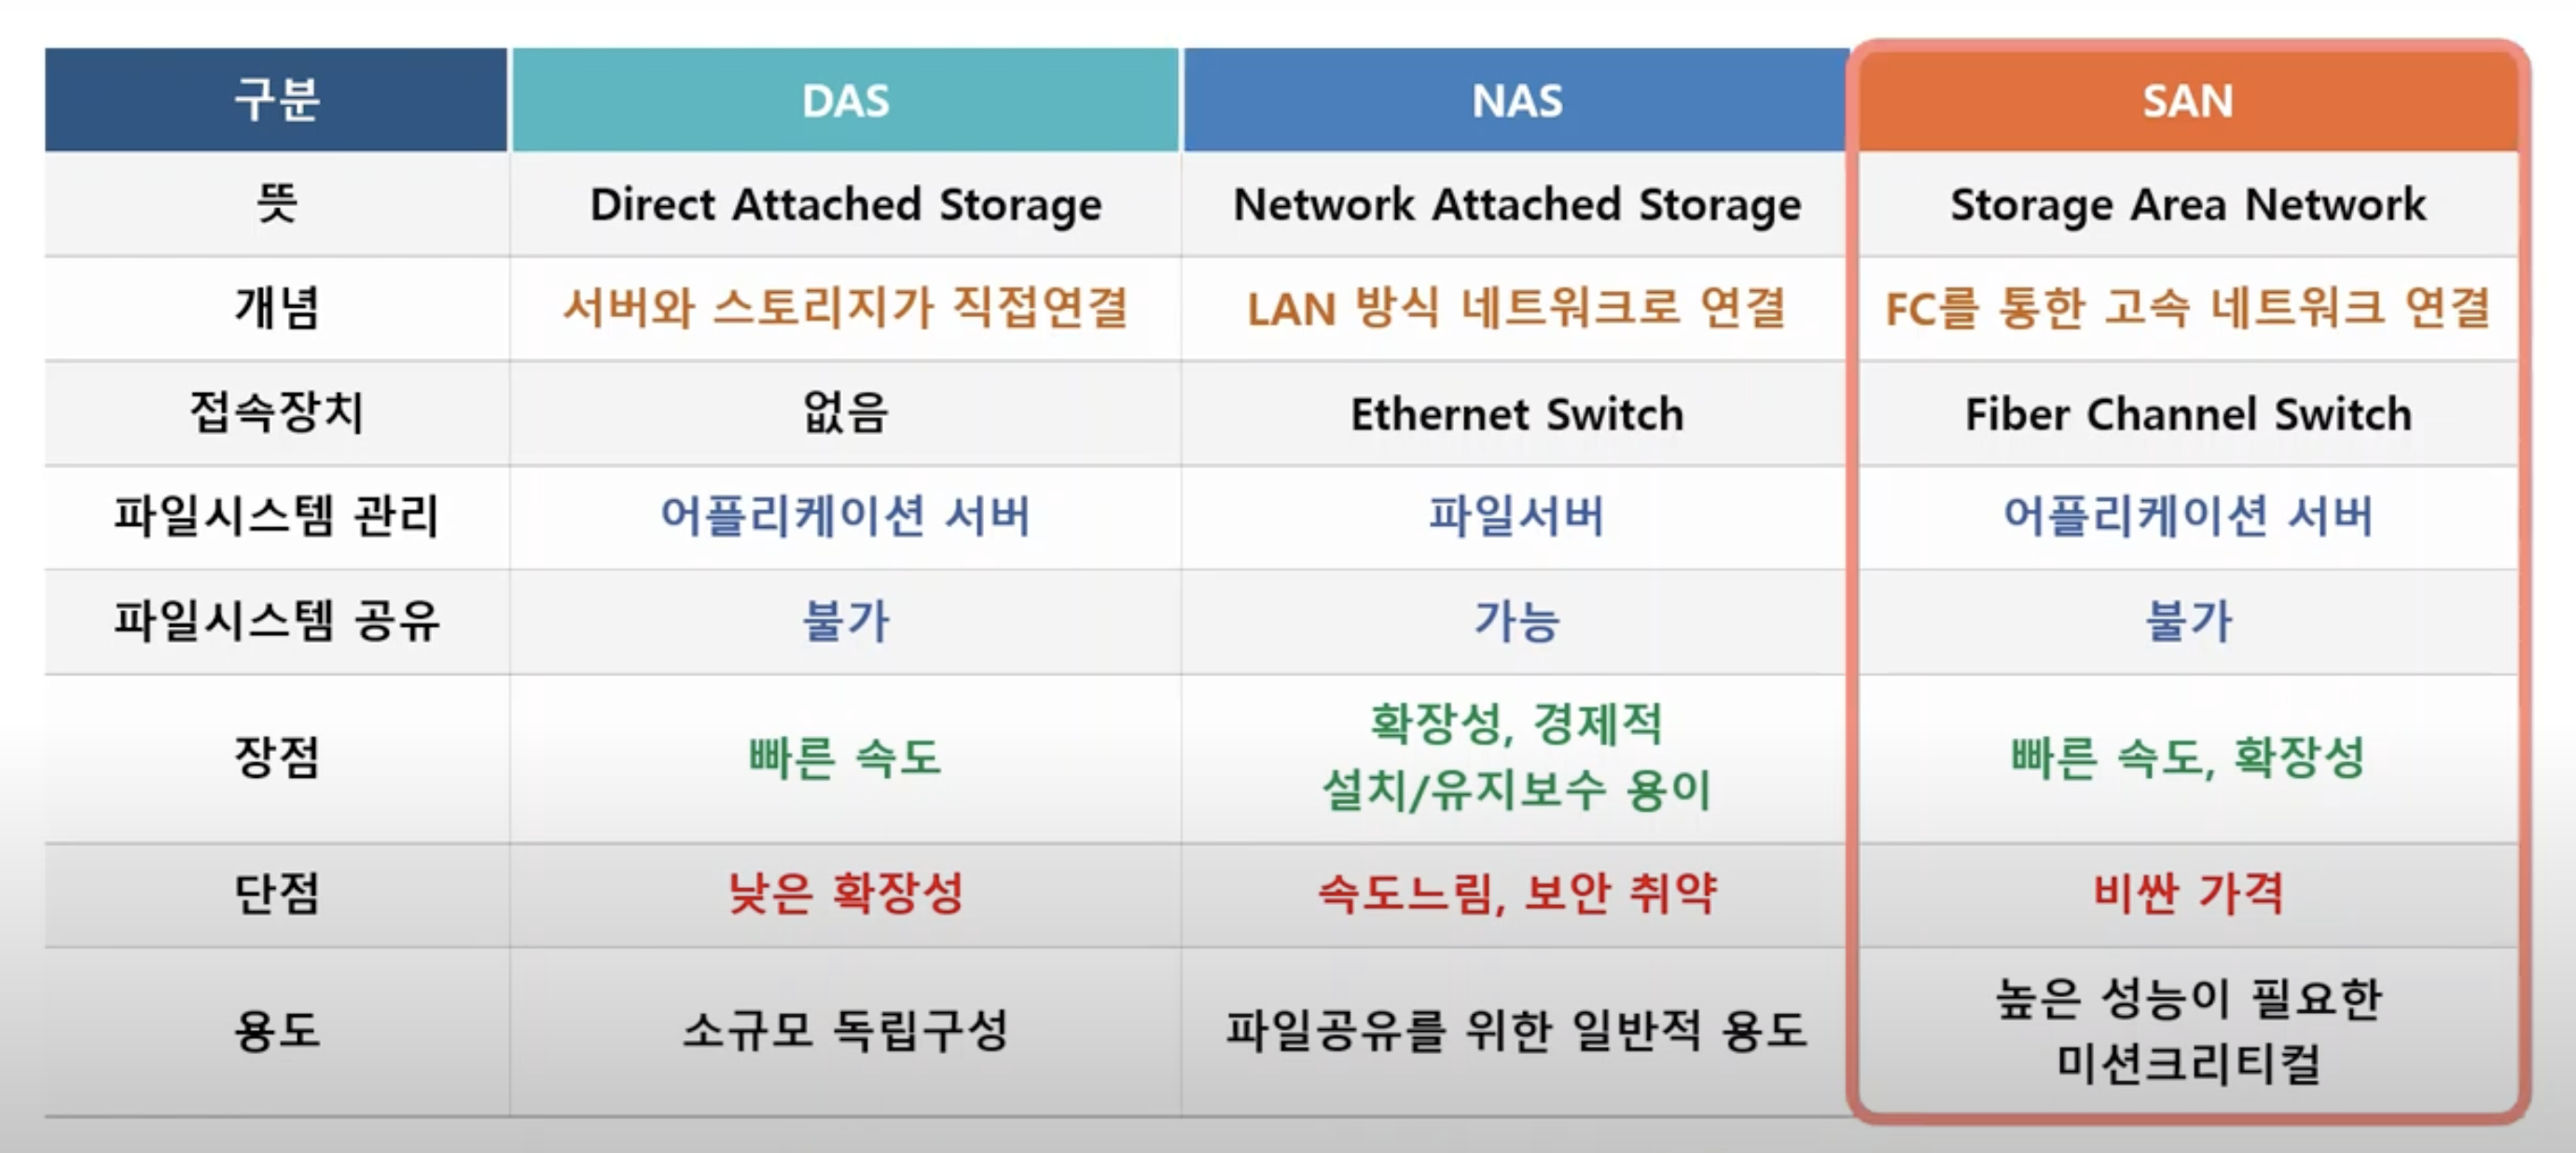 구분 DAS NAS SAN
뜻 Direct Attached Storage Network Attached Storage Storage Area Network
개념 서버와 스토리지가 직접연결 LAN 방식 네트워크로 연결 FC를 통한 고속 네트워크 연결
접속장치 없음 Ethernet Switch Fiber Channel Switch
파일시스템 관리 어플리케이션 서버 파일서버 어플리케이션 서버
파일시스템 공유 불가 가능 불가
장점 빠른 속도 확장성, 경제적
설치/유지보수 용이 빠른 속도, 확장성
단점 낮은 확장성 속도느림, 보안 취약 비싼 가격
용도 소규모 독립구성 파일공유를 위한 일반적 용도 높은 성능이 필요한
미션크리티컬